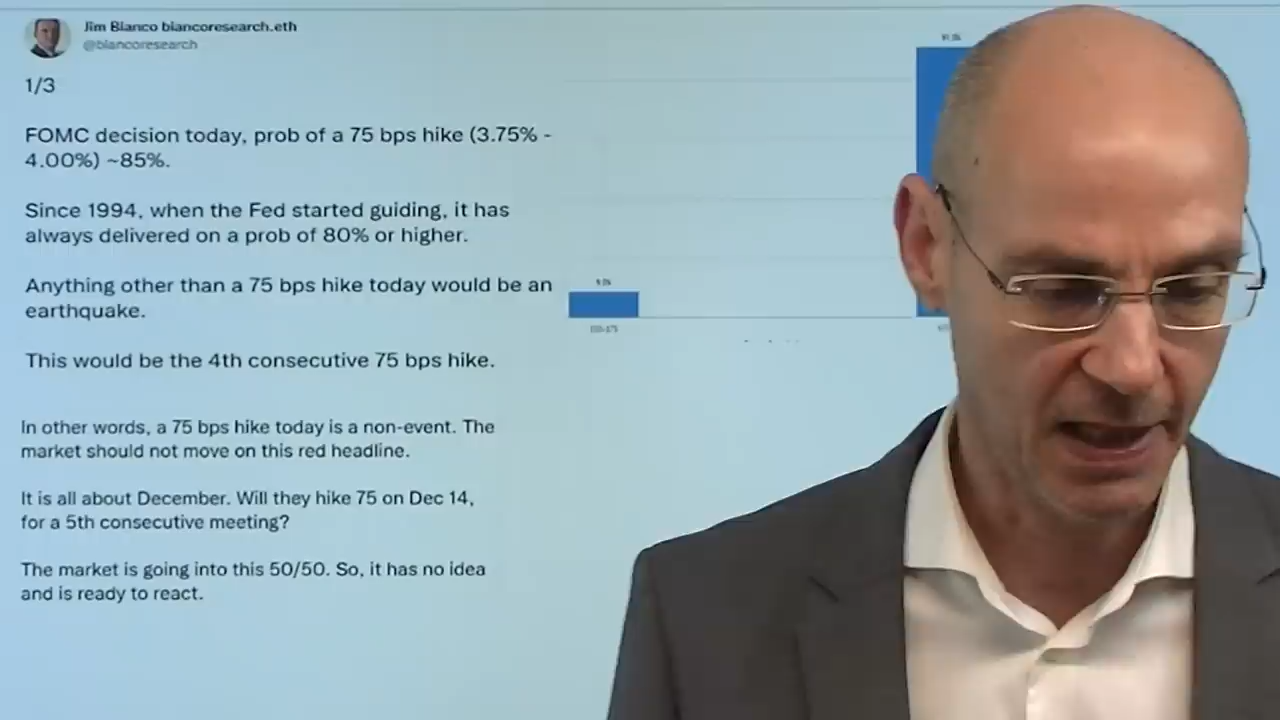 Jim Bianco biancoresearch.eth
@biancoresearch
1/3
FOMC decision today, prob of a 75 bps hike (3.75% -
4.00%) ~85%.
Since 1994, when the Fed started guiding, it has
always delivered on a prob of 80% or higher.
Anything other than a 75 bps hike today would be an
earthquake.
This would be the 4th consecutive 75 bps hike.
In other words, a 75 bps hike today is a non-event. The
market should not move on this red headline.
It is all about December. Will they hike 75 on Dec 14,
for a 5th consecutive meeting?
The market is going into this 50/50. So, it has no idea
and is ready to react.